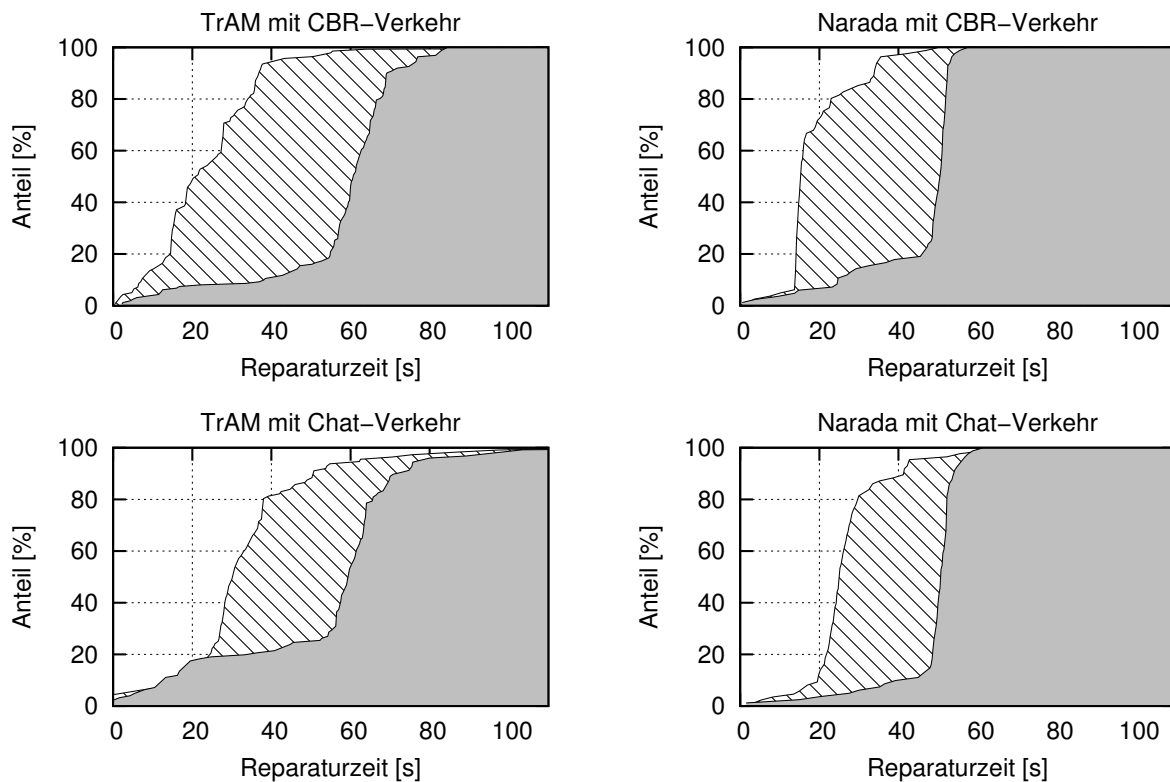 TrAM mit CBR−Verkehr
Anteil [%]
100
80
60
40
20
0
0 20 40 60 80 100
Reparaturzeit [s]
Narada mit CBR−Verkehr
Anteil [%]
100
80
60
40
20
0
0 20 40 60 80 100
Reparaturzeit [s]
TrAM mit Chat−Verkehr
Anteil [%]
100
80
60
40
20
0
0 20 40 60 80 100
Reparaturzeit [s]
Narada mit Chat−Verkehr
Anteil [%]
100
80
60
40
20
0
0 20 40 60 80 100
Reparaturzeit [s]